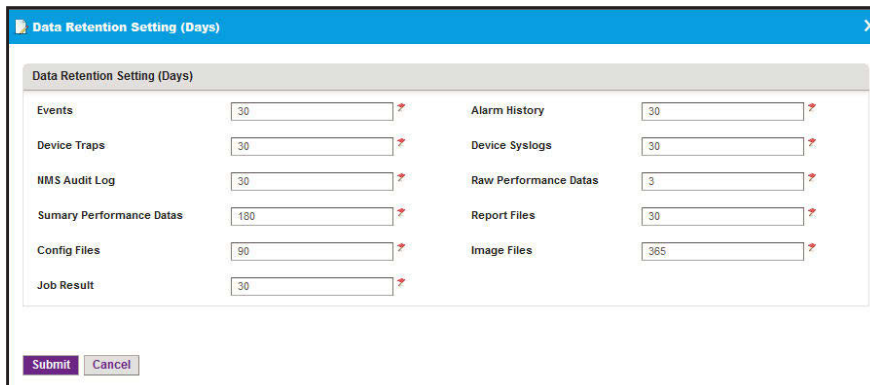 Data Retention Setting (Days)
Data Retention Setting (Days)
Events 30 Alarm History 30
Device Traps 30 Device Syslogs 30
NMS Audit Log 30 Raw Performance Datas 3
Sumary Performance Datas 180 Report Files 30
Config Files 90 Image Files 365
Job Result 30
Submit Cancel